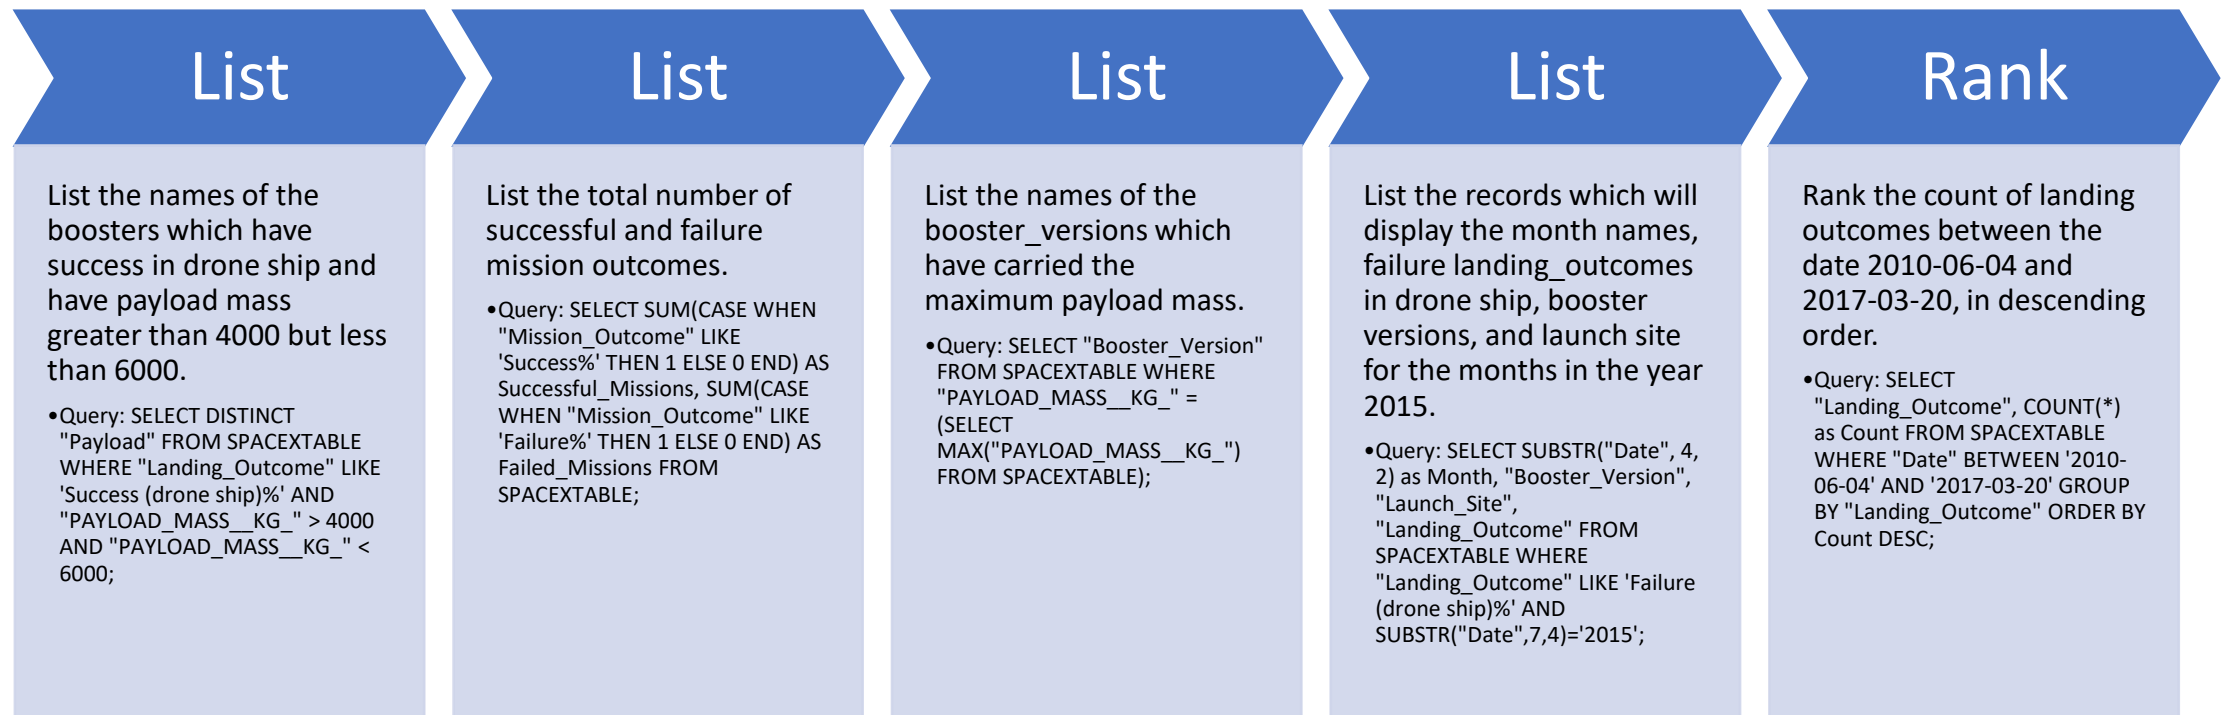 List
List the names of the
boosters which have
success in drone ship and
have payload mass
greater than 4000 but less
than 6000.
•Query: SELECT DISTINCT
"Payload" FROM SPACEXTABLE
WHERE "Landing_Outcome" LIKE
'Success (drone ship)%' AND
"PAYLOAD_MASS__KG_" > 4000
AND "PAYLOAD_MASS__KG_" <
6000;
List
List the total number of
successful and failure
mission outcomes.
•Query: SELECT SUM(CASE WHEN
"Mission_Outcome" LIKE
'Success%' THEN 1 ELSE 0 END) AS
Successful_Missions, SUM(CASE
WHEN "Mission_Outcome" LIKE
'Failure%' THEN 1 ELSE 0 END) AS
Failed_Missions FROM
SPACEXTABLE;
List
List the names of the
booster_versions which
have carried the
maximum payload mass.
•Query: SELECT "Booster_Version"
FROM SPACEXTABLE WHERE
"PAYLOAD_MASS__KG_" =
(SELECT
MAX("PAYLOAD_MASS__KG_")
FROM SPACEXTABLE);
List
List the records which will
display the month names,
failure landing_outcomes
in drone ship, booster
versions, and launch site
for the months in the year
2015.
•Query: SELECT SUBSTR("Date", 4,
2) as Month, "Booster_Version",
"Launch_Site",
"Landing_Outcome" FROM
SPACEXTABLE WHERE
"Landing_Outcome" LIKE 'Failure
(drone ship)%' AND
SUBSTR("Date",7,4)='2015';
Rank
Rank the count of landing
outcomes between the
date 2010-06-04 and
2017-03-20, in descending
order.
•Query: SELECT
"Landing_Outcome", COUNT(*)
as Count FROM SPACEXTABLE
WHERE "Date" BETWEEN '2010-
06-04' AND '2017-03-20' GROUP
BY "Landing_Outcome" ORDER BY
Count DESC;